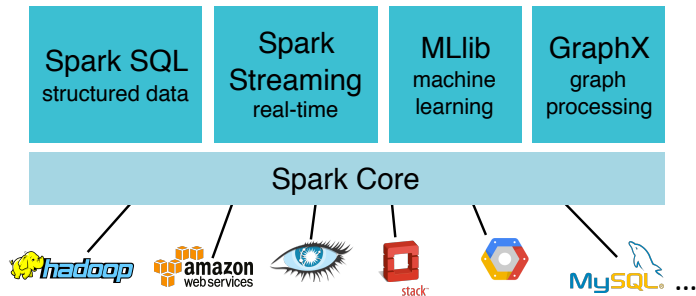 Spark SQL
structured data
Spark
Streaming
real-time
MLlib
machine
learning
GraphX
graph
processing
Spark Core
hadoop
amazon
web services
stack™
MySQL® ...